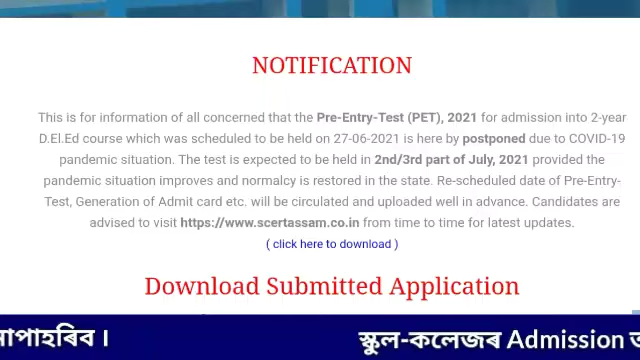 NOTIFICATION
This is for information of all concerned that the Pre-Entry-Test (PET), 2021 for admission into 2-year
D.El.Ed course which was scheduled to be held on 27-06-2021 is here by postponed due to COVID-19
pandemic situation. The test is expected to be held in 2nd/3rd part of July, 2021 provided the
pandemic situation improves and normalcy is restored in the state. Re-scheduled date of Pre-Entry-
Test, Generation of Admit card etc. will be circulated and uploaded well in advance. Candidates are
advised to visit https://www.scertassam.co.in from time to time for latest updates.
( click here to download )
Download Submitted Application
নাপাহৰিব । স্কুল-কলেজৰ Admission